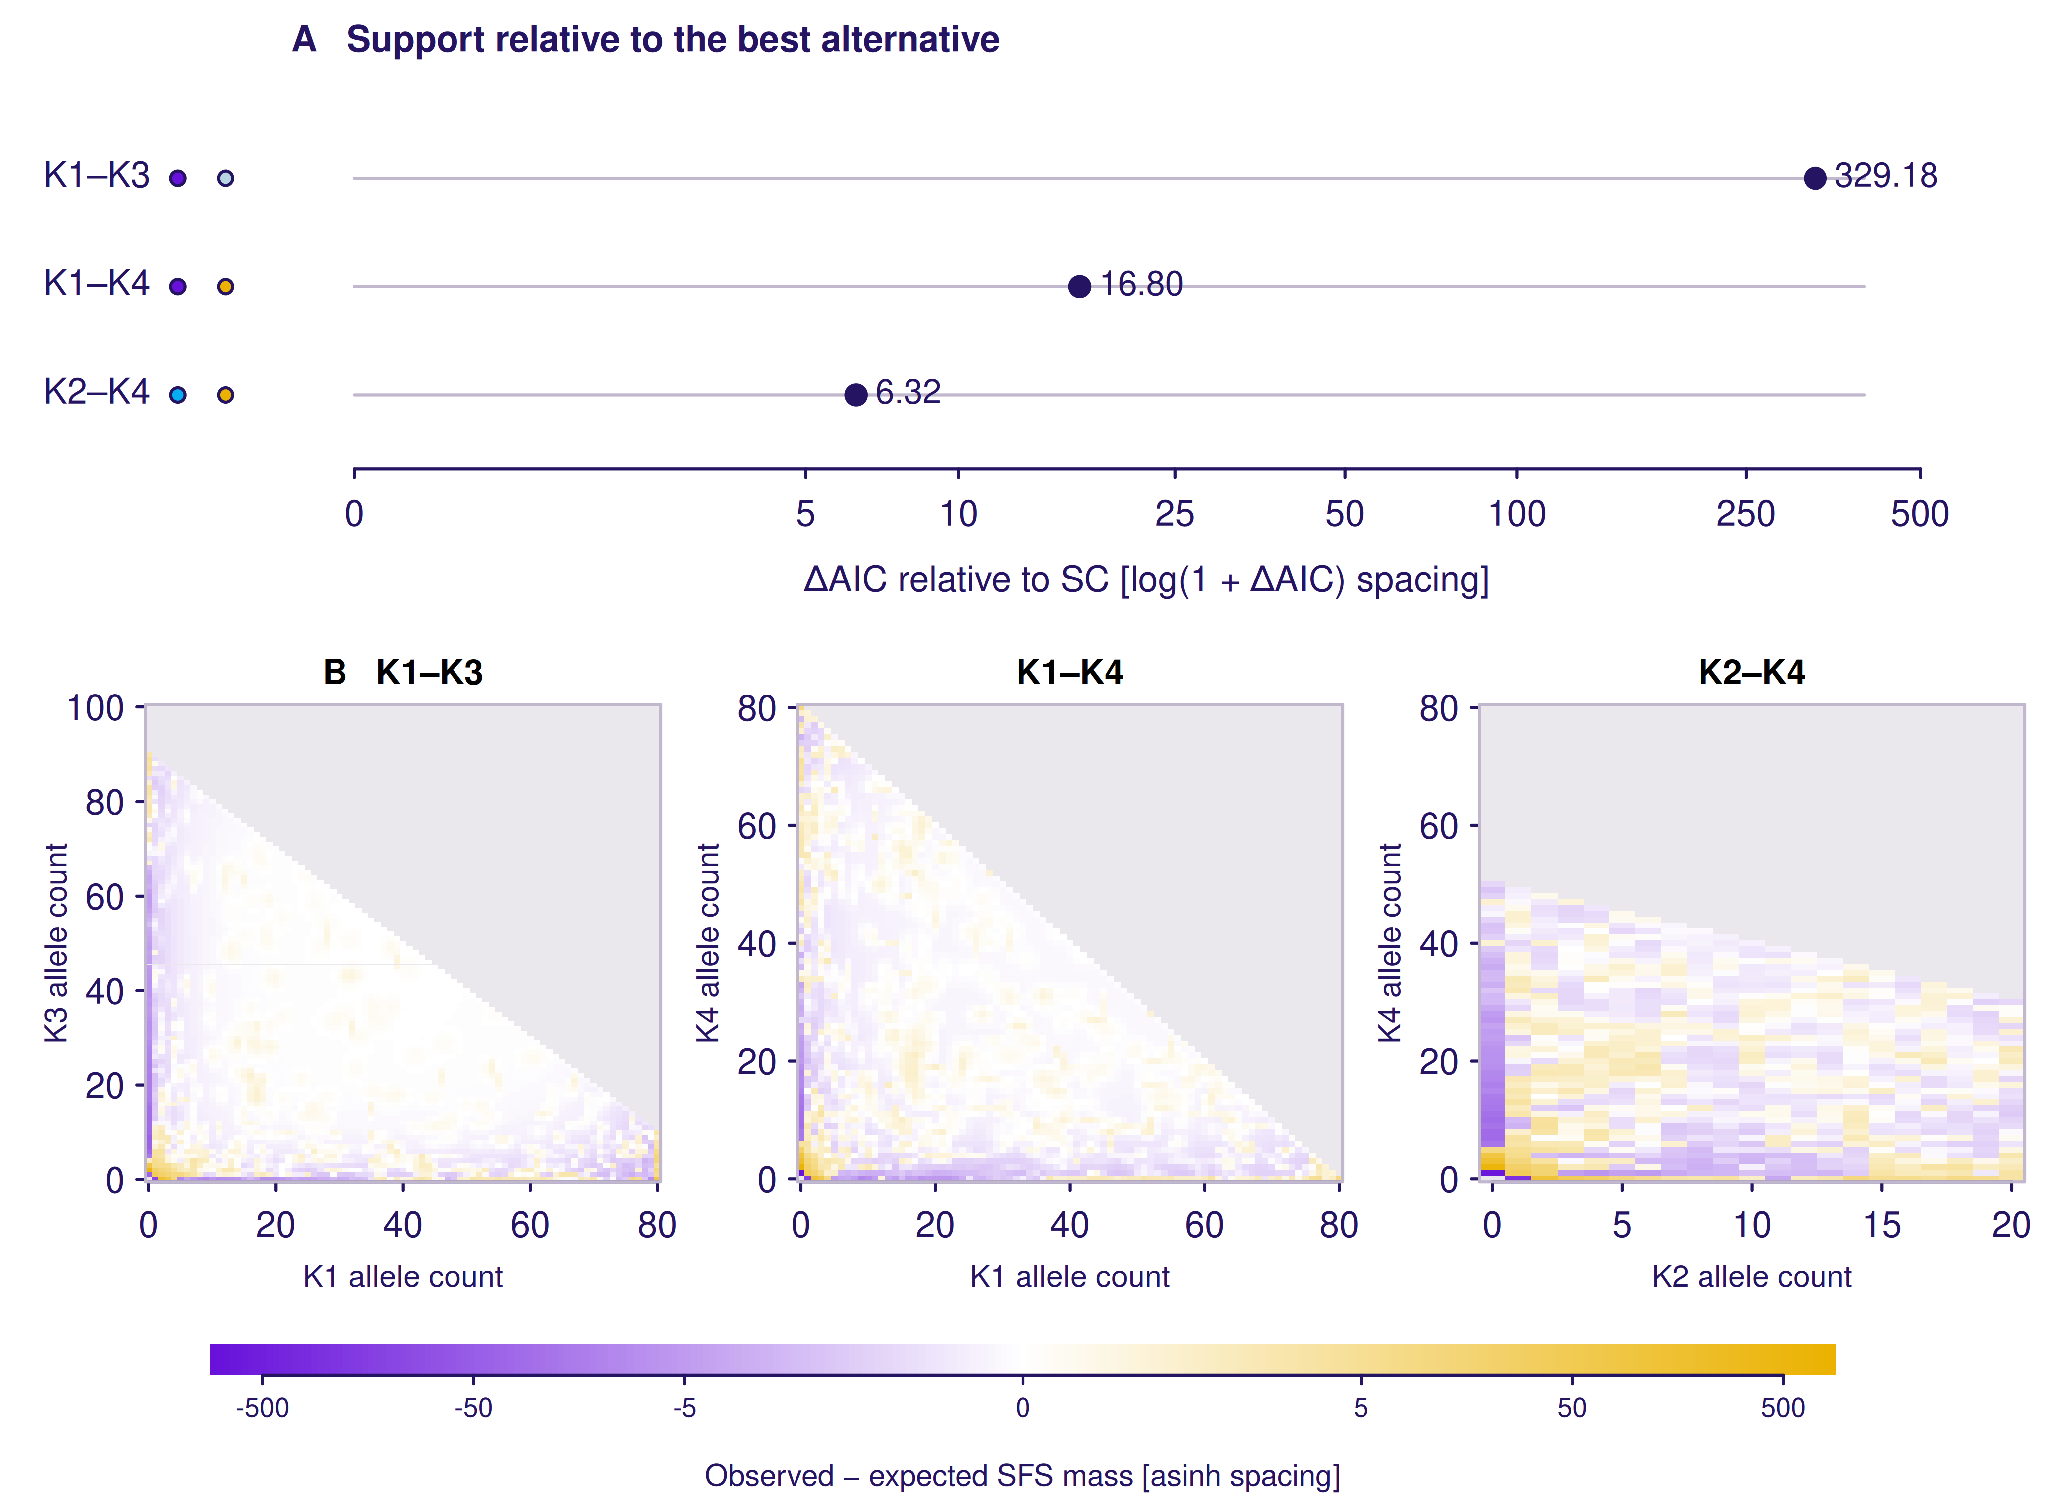 A Support relative to the best alternative
K1–K3
329.18
K1–K4
16.80
K2–K4
6.32
0 5 10 25 50 100 250 500
ΔAIC relative to SC [log(1 + ΔAIC) spacing]
B K1–K3
K3 allele count
100
80
60
40
20
0
0 20 40 60 80
K1 allele count
K1–K4
K4 allele count
80
60
40
20
0
0 20 40 60 80
K1 allele count
K2–K4
K4 allele count
80
60
40
20
0
0 5 10 15 20
K2 allele count
-500 -50 -5 0 5 50 500
Observed – expected SFS mass [asinh spacing]